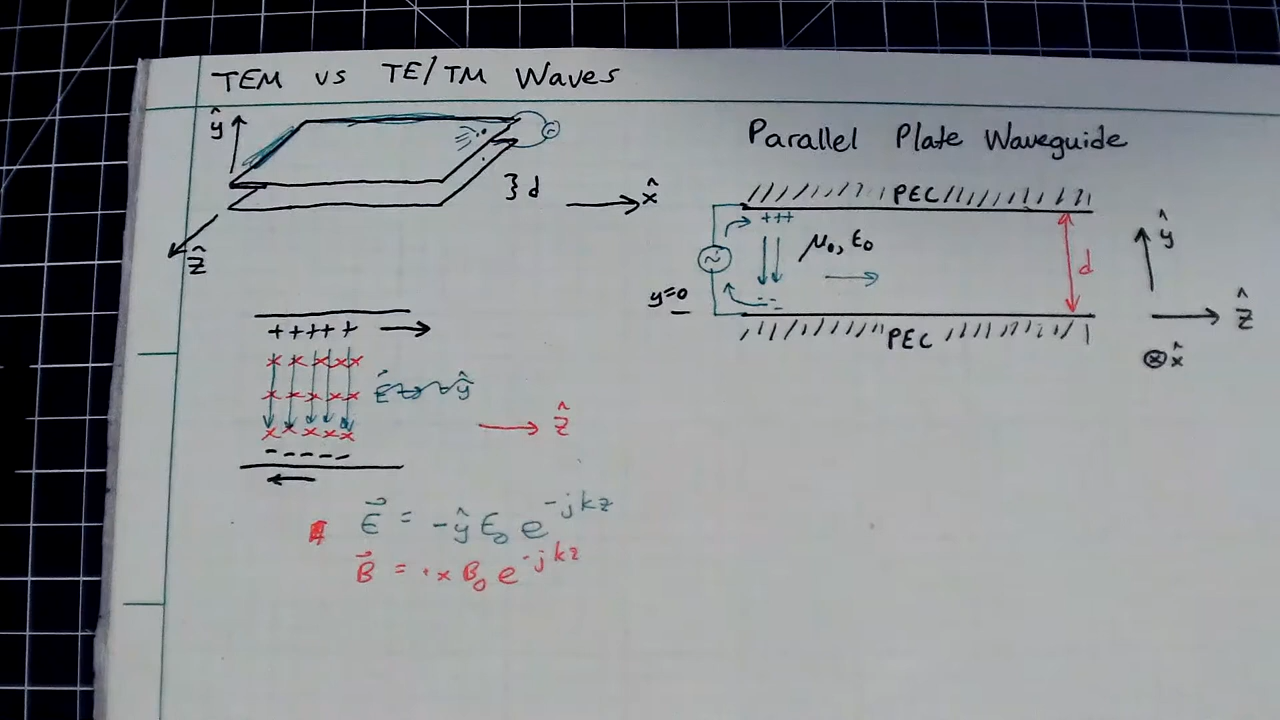 TEM vs TE/TM Waves
ŷ
} d
x̂
ẑ
+ + + + +
ŷ
- - - - -
ẑ
E⃗ = -ŷ E₀ e^{-jkz}
B⃗ = x B₀ e^{-jkz}
Parallel Plate Waveguide
PEC
+++
μ₀, ε₀
d
--
y=0
PEC
ŷ
ẑ
x̂